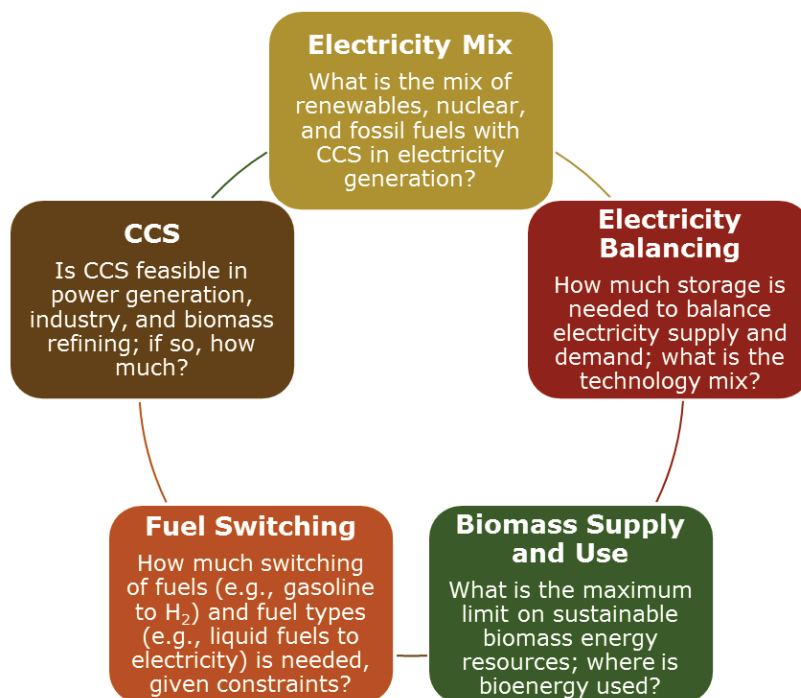 Electricity Mix
What is the mix of
renewables, nuclear,
and fossil fuels with
CCS in electricity
generation?
Electricity
Balancing
How much storage is
needed to balance
electricity supply and
demand; what is the
technology mix?
Biomass Supply
and Use
What is the maximum
limit on sustainable
biomass energy
resources; where is
bioenergy used?
Fuel Switching
How much switching
of fuels (e.g., gasoline
to H₂) and fuel types
(e.g., liquid fuels to
electricity) is needed,
given constraints?
CCS
Is CCS feasible in
power generation,
industry, and biomass
refining; if so, how
much?